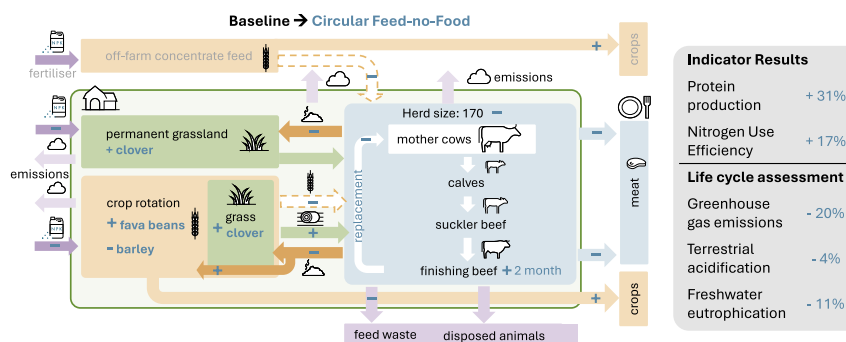 Baseline → Circular Feed-no-Food
NPK
off-farm concentrate feed
+
crops
fertiliser
–
emissions
NPK
Herd size: 170 –
–
permanent grassland
+ clover
–
mother cows
–
emissions
–
calves
meat
crop rotation
+ fava beans
- barley
grass
+ clover
–
+
replacement
suckler beef
NPK
–
–
+
finishing beef + 2 month
–
+
crops
–
–
feed waste
disposed animals
Indicator Results
Protein
production
+ 31%
Nitrogen Use
Efficiency
+ 17%
Life cycle assessment
Greenhouse
gas emissions
- 20%
Terrestrial
acidification
- 4%
Freshwater
eutrophication
- 11%